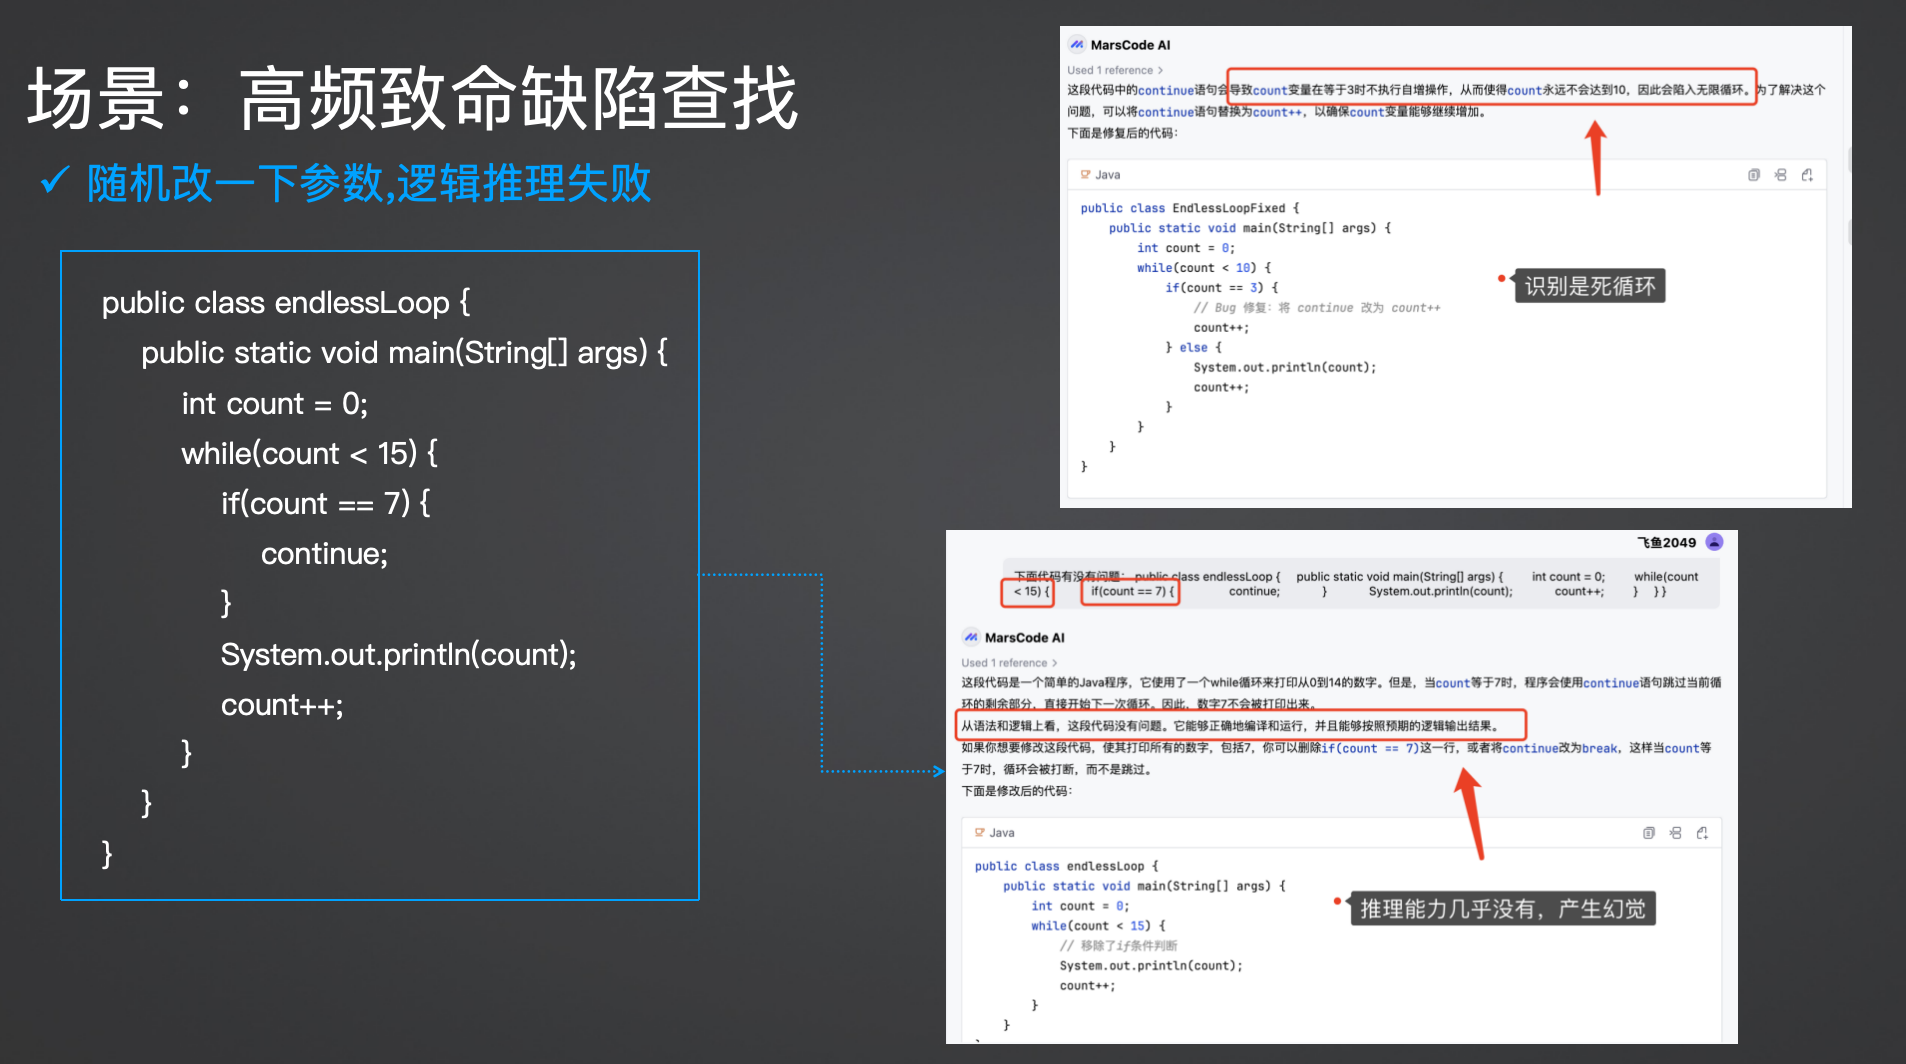 场景：高频致命缺陷查找
✓ 随机改一下参数,逻辑推理失败
public class endlessLoop {
public static void main(String[] args) {
int count = 0;
while(count < 15) {
if(count == 7) {
continue;
}
System.out.println(count);
count++;
}
}
}
MarsCode AI
Used 1 reference >
这段代码中的continue语句会导致count变量在等于3时不执行自增操作，从而使得count永远不会达到10，因此会陷入无限循环。为了解决这个
问题，可以将continue语句替换为count++，以确保count变量能够继续增加。
下面是修复后的代码：
Java
public class EndlessLoopFixed {
public static void main(String[] args) {
int count = 0;
while(count < 10) {
if(count == 3) {
// Bug 修复：将 continue 改为 count++
count++;
} else {
System.out.println(count);
count++;
}
}
}
}
识别是死循环
飞鱼2049
下面代码有没有问题： public class endlessLoop { public static void main(String[] args) { int count = 0; while(count
< 15) { if(count == 7) { continue; } System.out.println(count); count++; } } }
MarsCode AI
Used 1 reference >
这段代码是一个简单的Java程序，它使用了一个while循环来打印从0到14的数字。但是，当count等于7时，程序会使用continue语句跳过当前循
环的剩余部分，直接开始下一次循环。因此，数字7不会被打印出来。
从语法和逻辑上看，这段代码没有问题。它能够正确地编译和运行，并且能够按照预期的逻辑输出结果。
如果你想要修改这段代码，使其打印所有的数字，包括7，你可以删除if(count == 7)这一行，或者将continue改为break，这样当count等
于7时，循环会被打断，而不是跳过。
下面是修改后的代码：
Java
public class endlessLoop {
public static void main(String[] args) {
int count = 0;
while(count < 15) {
// 移除了if条件判断
System.out.println(count);
count++;
}
}
推理能力几乎没有，产生幻觉